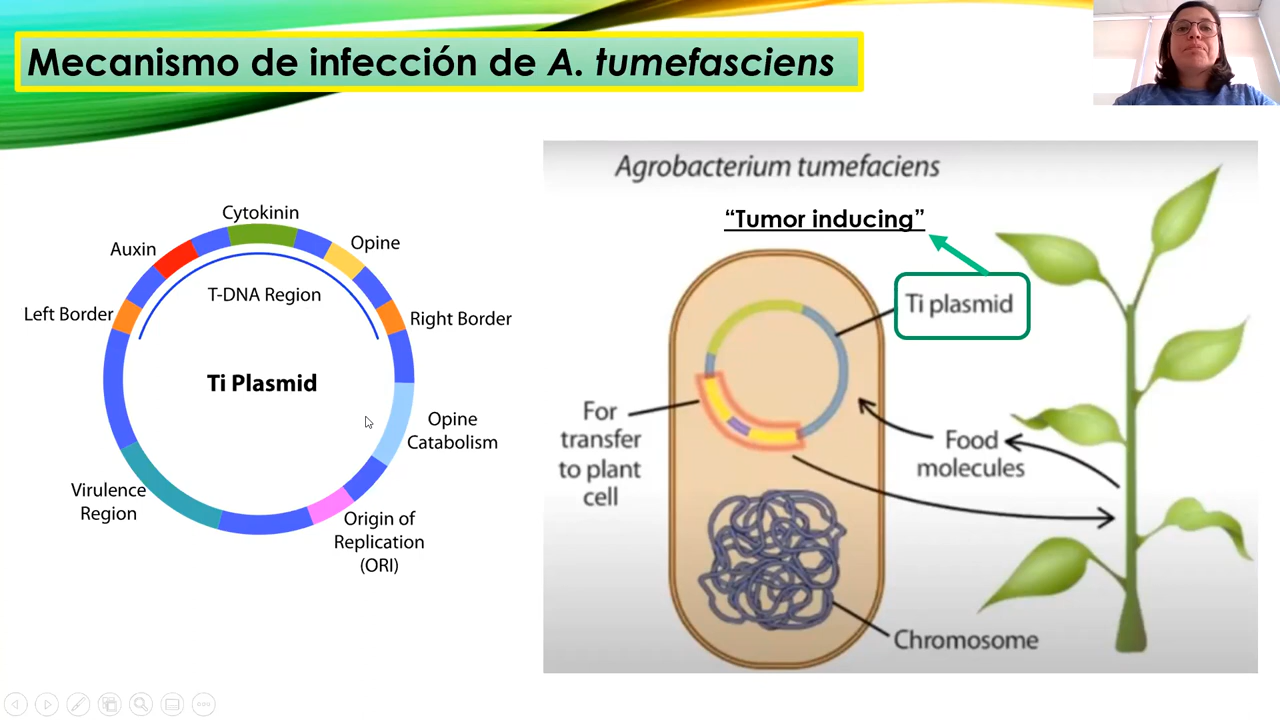 Mecanismo de infección de A. tumefasciens
Cytokinin
Auxin
Opine
T-DNA Region
Left Border
Right Border
Ti Plasmid
Opine
Catabolism
Virulence
Region
Origin of
Replication
(ORI)
Agrobacterium tumefaciens
“Tumor inducing”
Ti plasmid
For
transfer
to plant
cell
Food
molecules
Chromosome